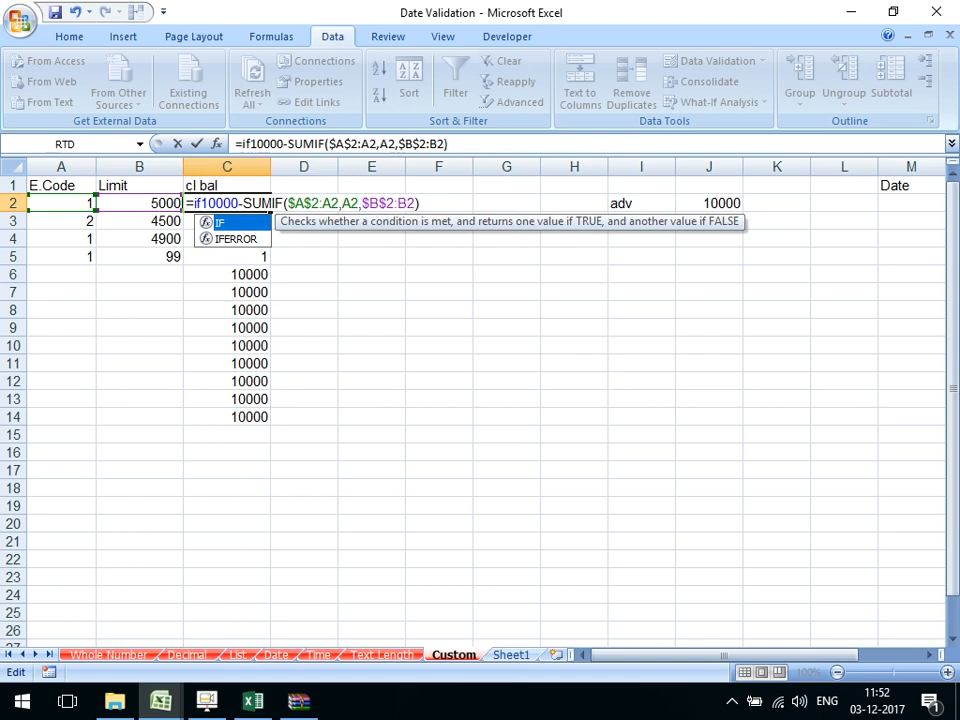 Date Validation - Microsoft Excel
Home Insert Page Layout Formulas Data Review View Developer
From Access
From Web
From Text
From Other Sources
Existing Connections
Get External Data
Refresh All
Connections
Properties
Edit Links
Connections
Sort
Filter
Clear
Reapply
Advanced
Sort & Filter
Text to Columns
Remove Duplicates
Data Validation
Consolidate
What-If Analysis
Data Tools
Group
Ungroup
Subtotal
Outline
RTD =if10000-SUMIF($A$2:A2,A2,$B$2:B2)
A B C D E F G H I J K L M
1 E.Code Limit cl bal Date
2 1 5000 =if10000-SUMIF($A$2:A2,A2,$B$2:B2) adv 10000
3 2 4500 IF Checks whether a condition is met, and returns one value if TRUE, and another value if FALSE
4 1 4900 IFERROR
5 1 99 1
6 10000
7 10000
8 10000
9 10000
10 10000
11 10000
12 10000
13 10000
14 10000
15
16
17
18
19
20
21
22
23
24
25
26
27
Whole Number Decimal List Date Time Text Length Custom Sheet1
Edit 100%
ENG 11:52
03-12-2017 1